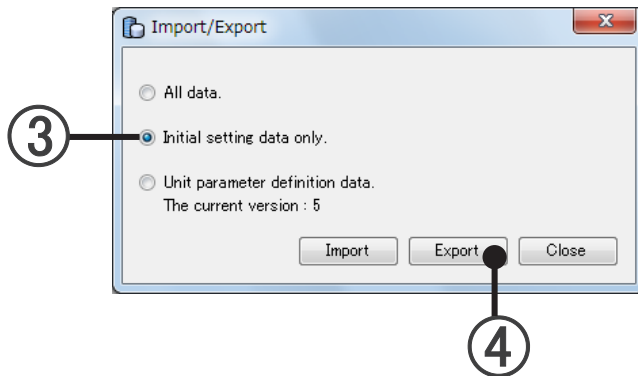 Import/Export
All data.
③
Initial setting data only.
Unit parameter definition data.
The current version : 5
Import Export Close
④